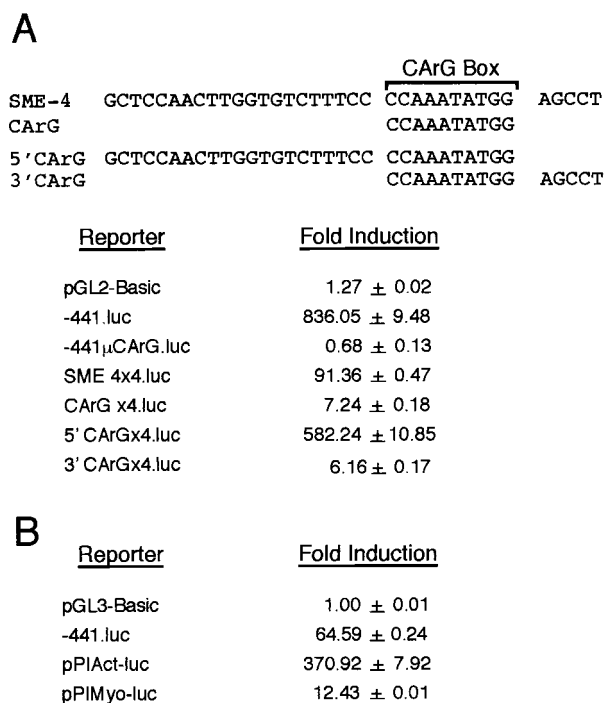 A
CArG Box
SME-4 GCTCCAACTTGGTGTCTTTCC CCAAATATGG AGCCT
CArG CCAAATATGG
5'CArG GCTCCAACTTGGTGTCTTTCC CCAAATATGG
3'CArG CCAAATATGG AGCCT
Reporter Fold Induction
pGL2-Basic 1.27 ± 0.02
-441.luc 836.05 ± 9.48
-441µCArG.luc 0.68 ± 0.13
SME 4x4.luc 91.36 ± 0.47
CArG x4.luc 7.24 ± 0.18
5' CArGx4.luc 582.24 ±10.85
3' CArGx4.luc 6.16 ± 0.17
B
Reporter Fold Induction
pGL3-Basic 1.00 ± 0.01
-441.luc 64.59 ± 0.24
pPIAct-luc 370.92 ± 7.92
pPIMyo-luc 12.43 ± 0.01